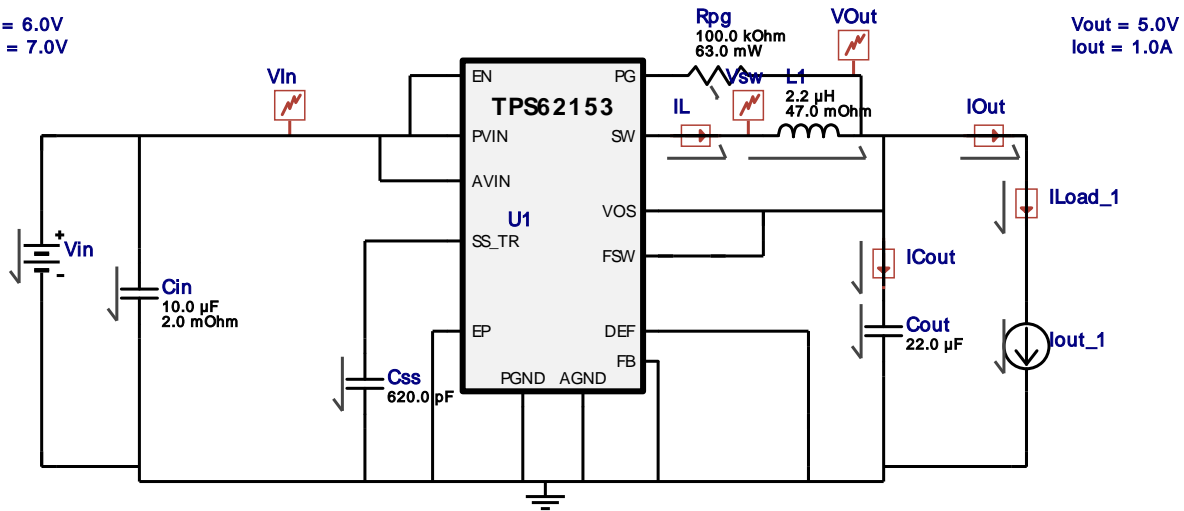 = 6.0V
= 7.0V
Rpg
100.0 kOhm
63.0 mW
VOut
Vout = 5.0V
Iout = 1.0A
VIn
EN
PG
Vsw
L1
2.2 µH
47.0 mOhm
TPS62153
IL
IOut
PVIN
SW
AVIN
ILoad_1
U1
VOS
SS_TR
FSW
Vin
+
-
ICout
Cin
10.0 µF
2.0 mOhm
EP
DEF
Cout
22.0 µF
Iout_1
FB
Css
620.0 pF
PGND
AGND